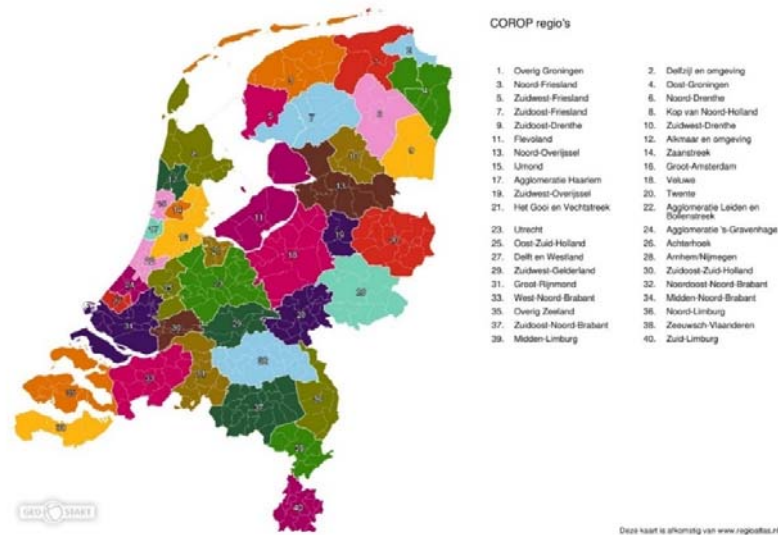 COROP regio's
1. Overig Groningen
2. Delfzijl en omgeving
3. Noord-Friesland
4. Oost-Groningen
5. Zuidwest-Friesland
6. Noord-Drenthe
7. Zuidoost-Friesland
8. Kop van Noord-Holland
9. Zuidoost-Drenthe
10. Zuidwest-Drenthe
11. Flevoland
12. Alkmaar en omgeving
13. Noord-Overijssel
14. Zaanstreek
15. IJmond
16. Groot-Amsterdam
17. Agglomeratie Haarlem
18. Veluwe
19. Zuidwest-Overijssel
20. Twente
21. Het Gooi en Vechtstreek
22. Agglomeratie Leiden en
Bollenstreek
23. Utrecht
24. Agglomeratie 's-Gravenhage
25. Oost-Zuid-Holland
26. Achterhoek
27. Delft en Westland
28. Arnhem/Nijmegen
29. Zuidwest-Gelderland
30. Zuidoost-Zuid-Holland
31. Groot-Rijnmond
32. Noordoost-Noord-Brabant
33. West-Noord-Brabant
34. Midden-Noord-Brabant
35. Overig Zeeland
36. Noord-Limburg
37. Zuidoost-Noord-Brabant
38. Zeeuwsch-Vlaanderen
39. Midden-Limburg
40. Zuid-Limburg
GEO START
Deze kaart is afkomstig van www.regioatlas.nl